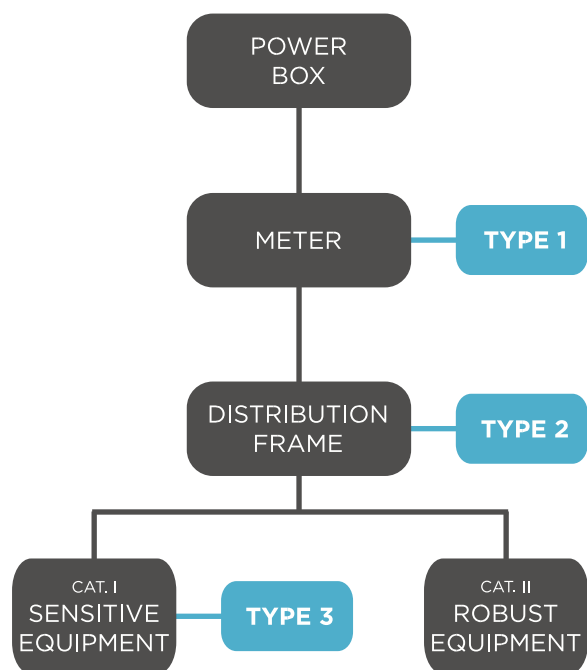 POWER
BOX
METER
TYPE 1
DISTRIBUTION
FRAME
TYPE 2
CAT. I
SENSITIVE
EQUIPMENT
TYPE 3
CAT. II
ROBUST
EQUIPMENT